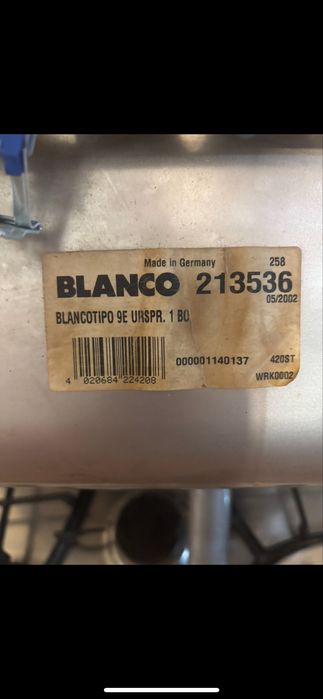 Made in Germany 258
BLANCO 213536
05/2002
BLANCOTIPO 9E URSPR. 1 BO
000001140137 420ST
4 020684 224208
WRK0002